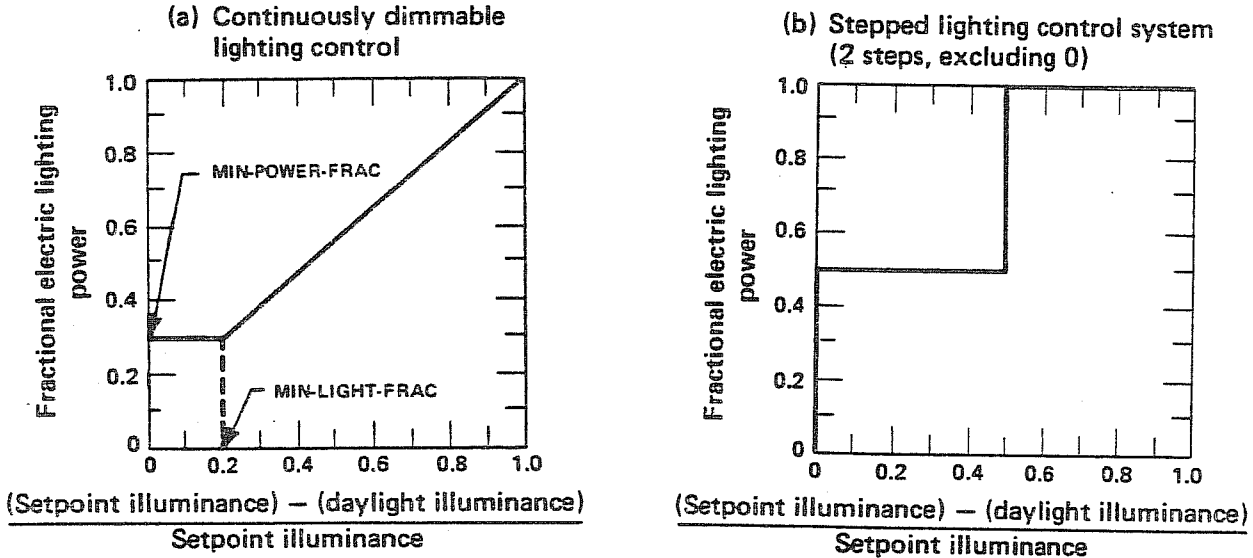 (a) Continuously dimmable
lighting control
Fractional electric lighting
power
1.0
0.8
0.6
0.4
0.2
0
MIN-POWER-FRAC
MIN-LIGHT-FRAC
0 0.2 0.4 0.6 0.8 1.0
(Setpoint illuminance) — (daylight illuminance)
Setpoint illuminance
(b) Stepped lighting control system
(2 steps, excluding 0)
Fractional electric lighting
power
1.0
0.8
0.6
0.4
0.2
0
0 0.2 0.4 0.6 0.8 1.0
(Setpoint illuminance) — (daylight illuminance)
Setpoint illuminance